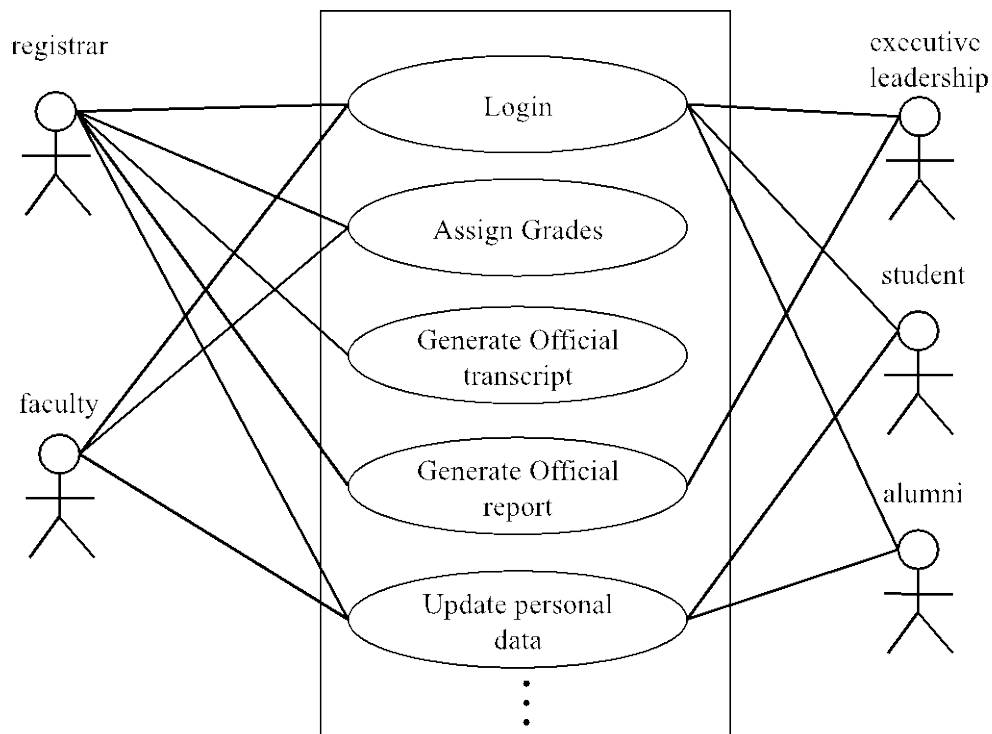 registrar
executive
leadership
Login
Assign Grades
student
Generate Official
transcript
faculty
Generate Official
report
alumni
Update personal
data